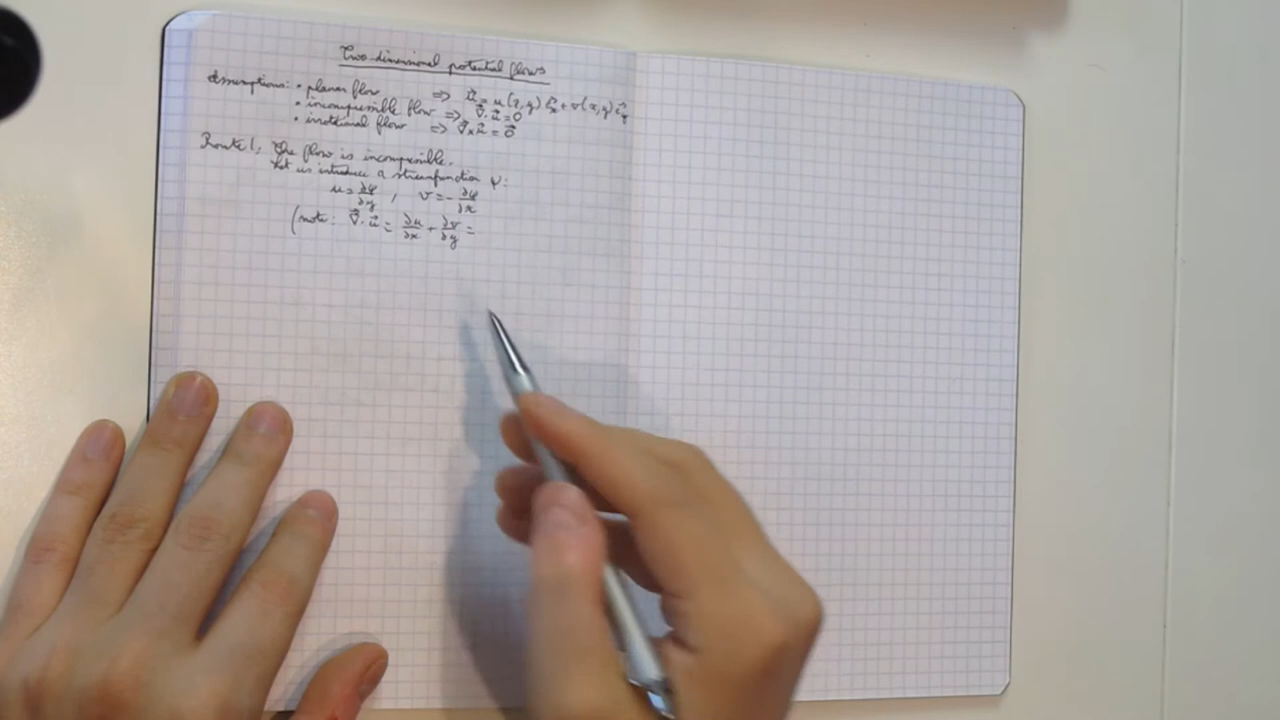 Two-dimensional potential flows
Assumptions: • planar flow ⇒ u⃗ = u(x,y) e⃗ₓ + v(x,y) e⃗ᵧ
• incompressible flow ⇒ ∇⃗·u⃗ = 0
• irrotational flow ⇒ ∇⃗×u⃗ = 0⃗
Route 1: The flow is incompressible.
Let us introduce a streamfunction ψ:
u = ∂ψ/∂y , v = -∂ψ/∂x
(note: ∇⃗·u⃗ = ∂u/∂x + ∂v/∂y =